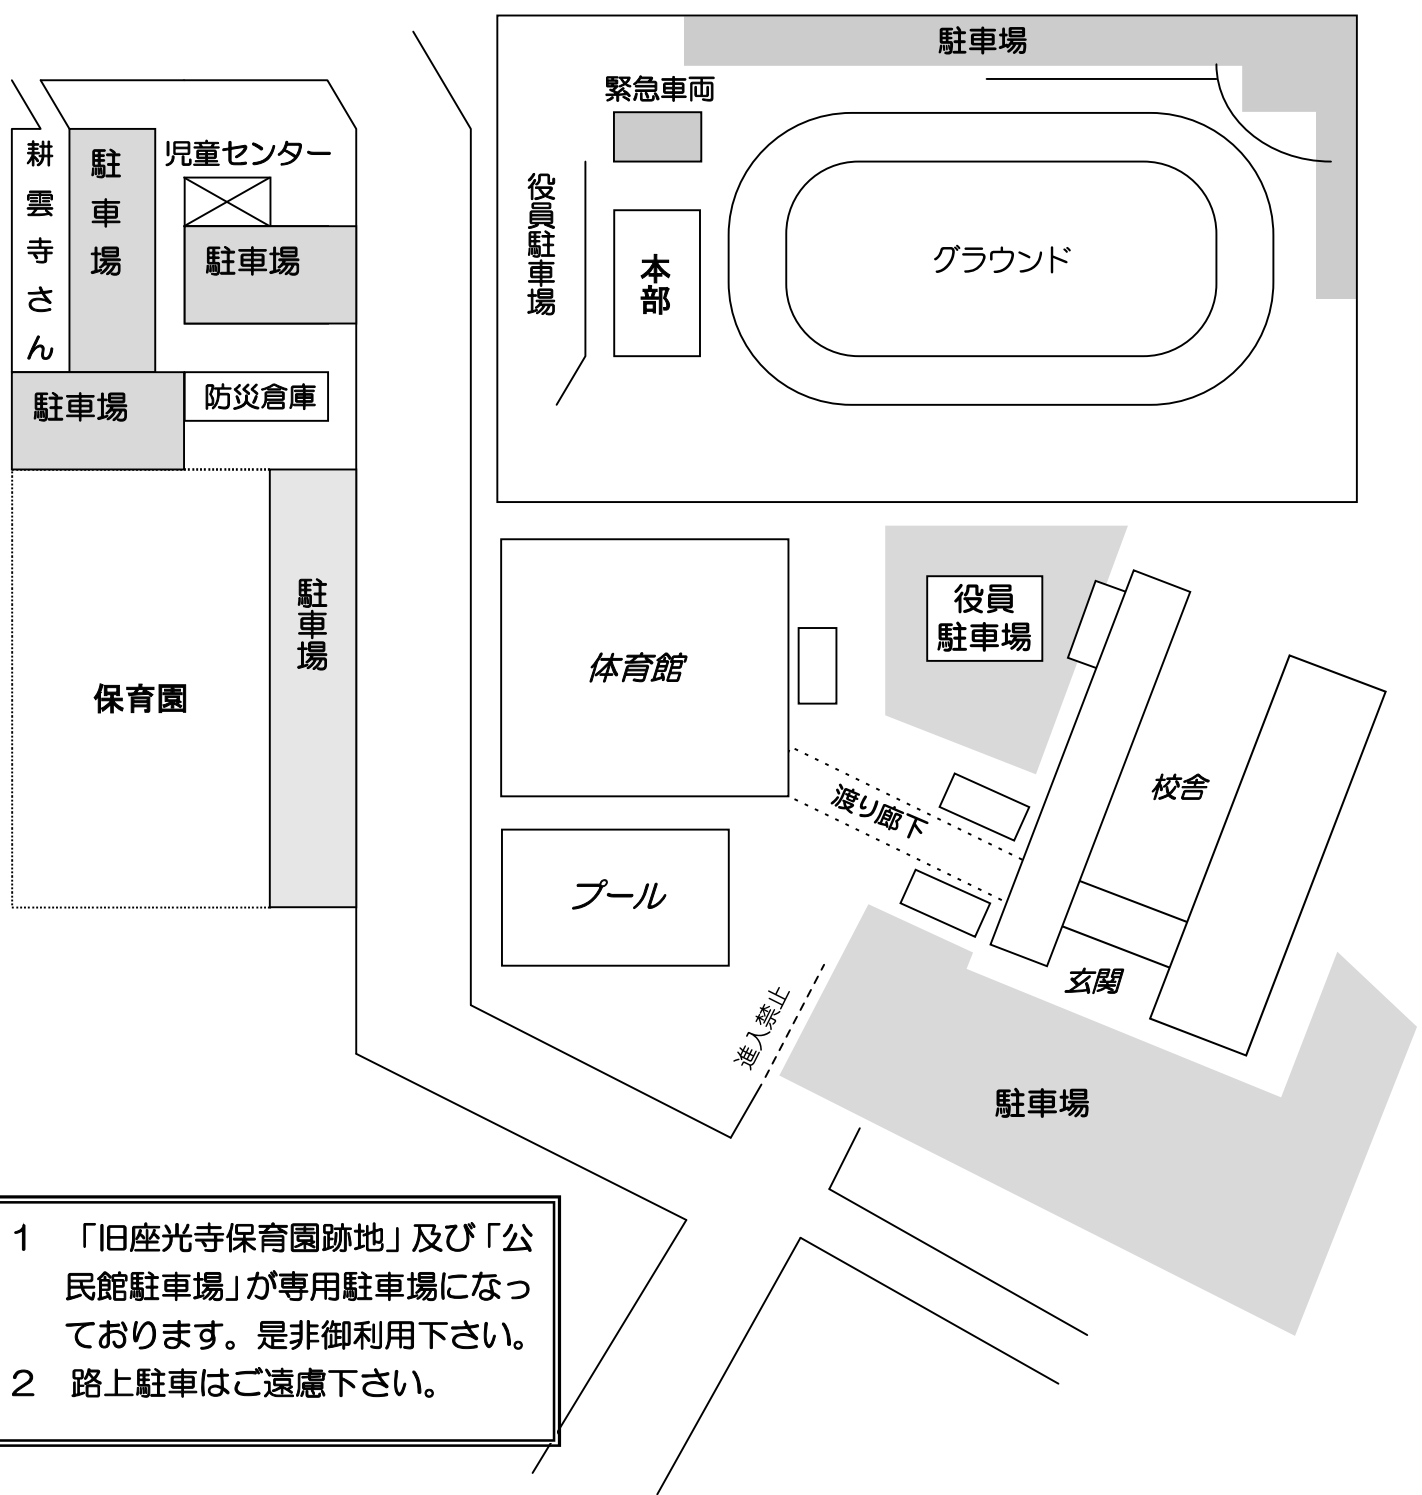 駐車場
緊急車両
役員駐車場
本部
グラウンド
耕雲寺さん
駐車場
児童センター
駐車場
駐車場
防災倉庫
駐車場
保育園
体育館
役員
駐車場
渡り廊下
校舎
プール
玄関
進入禁止
駐車場
1 「旧座光寺保育園跡地」及び「公
民館駐車場」が専用駐車場になっ
ております。是非御利用下さい。
2 路上駐車はご遠慮下さい。